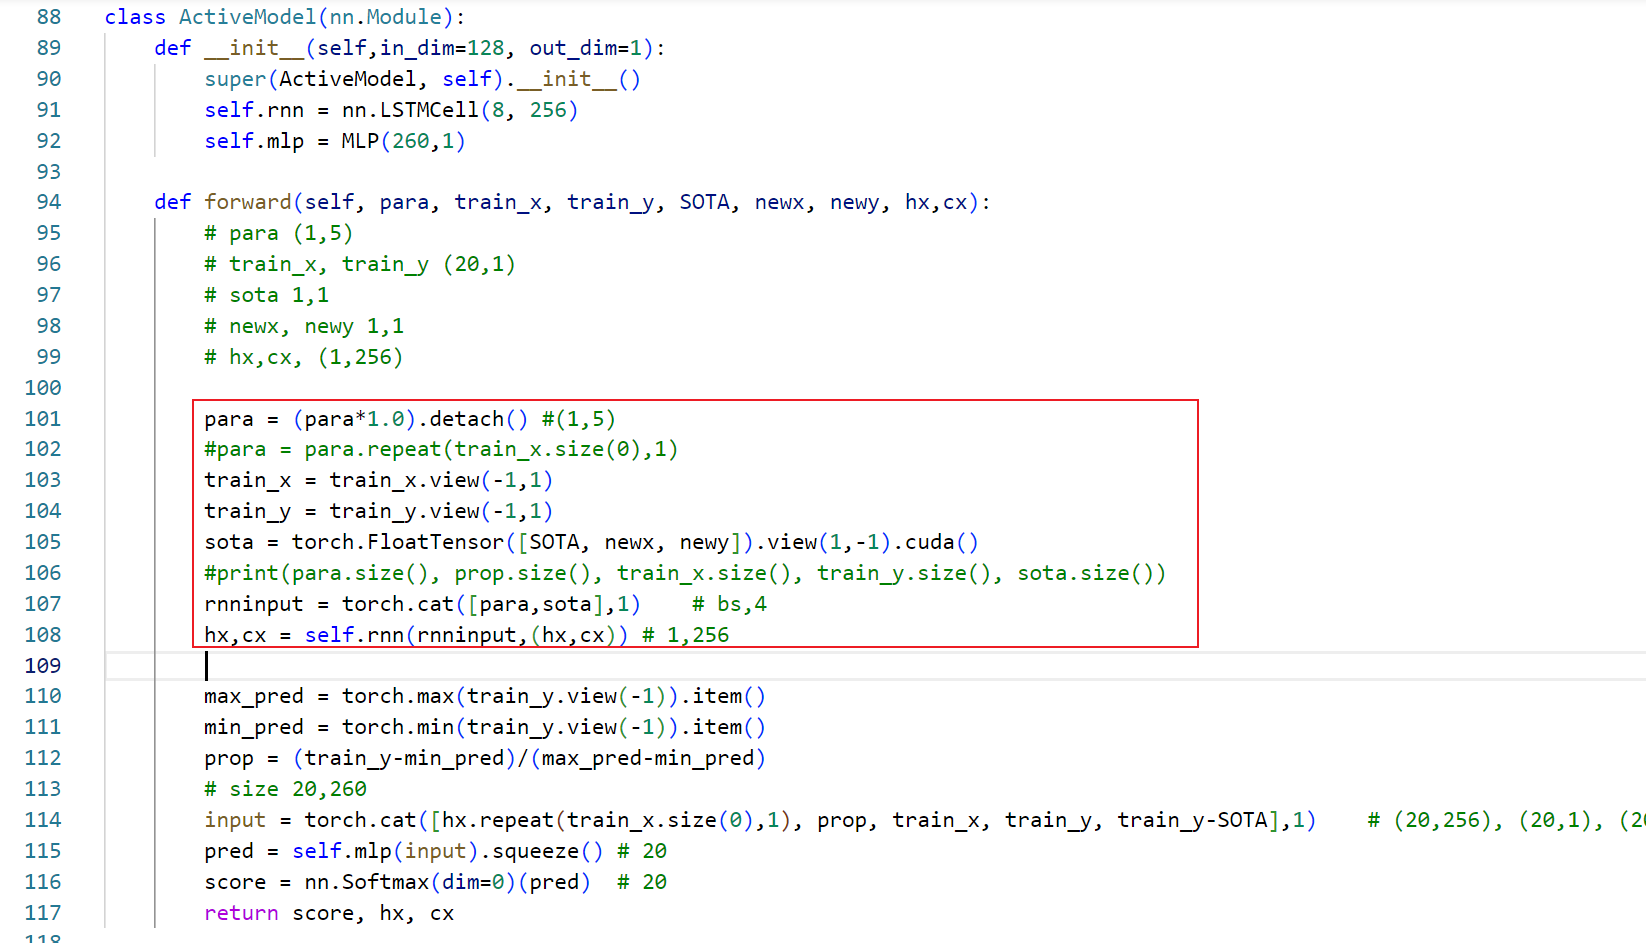 88 class ActiveModel(nn.Module):
89     def __init__(self,in_dim=128, out_dim=1):
90         super(ActiveModel, self).__init__()
91         self.rnn = nn.LSTMCell(8, 256)
92         self.mlp = MLP(260,1)
93
94     def forward(self, para, train_x, train_y, SOTA, newx, newy, hx,cx):
95         # para (1,5)
96         # train_x, train_y (20,1)
97         # sota 1,1
98         # newx, newy 1,1
99         # hx,cx, (1,256)
100
101         para = (para*1.0).detach() #(1,5)
102         #para = para.repeat(train_x.size(0),1)
103         train_x = train_x.view(-1,1)
104         train_y = train_y.view(-1,1)
105         sota = torch.FloatTensor([SOTA, newx, newy]).view(1,-1).cuda()
106         #print(para.size(), prop.size(), train_x.size(), train_y.size(), sota.size())
107         rnninput = torch.cat([para,sota],1)    # bs,4
108         hx,cx = self.rnn(rnninput,(hx,cx)) # 1,256
109
110         max_pred = torch.max(train_y.view(-1)).item()
111         min_pred = torch.min(train_y.view(-1)).item()
112         prop = (train_y-min_pred)/(max_pred-min_pred)
113         # size 20,260
114         input = torch.cat([hx.repeat(train_x.size(0),1), prop, train_x, train_y, train_y-SOTA],1)    # (20,256), (20,1), (20
115         pred = self.mlp(input).squeeze() # 20
116         score = nn.Softmax(dim=0)(pred)  # 20
117         return score, hx, cx
118